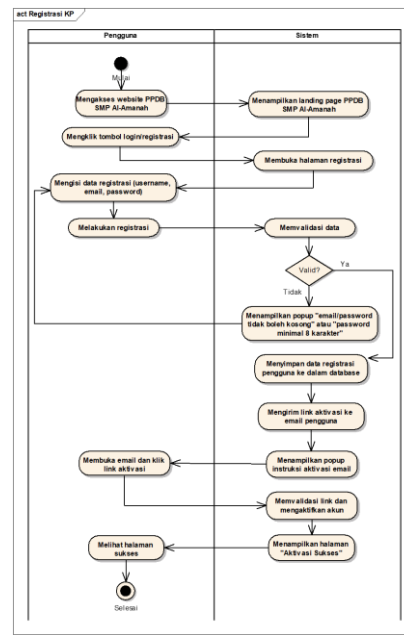 act Registrasi KP
Pengguna
Sistem
Mulai
Mengakses website PPDB
SMP Al-Amanah
Menampilkan landing page PPDB
SMP Al-Amanah
Mengklik tombol login/registrasi
Membuka halaman registrasi
Mengisi data registrasi (username,
email, password)
Melakukan registrasi
Memvalidasi data
Valid?
Ya
Tidak
Menampilkan popup "email/password
tidak boleh kosong" atau "password
minimal 8 karakter"
Menyimpan data registrasi
pengguna ke dalam database
Mengirim link aktivasi ke
email pengguna
Membuka email dan klik
link aktivasi
Menampilkan popup
instruksi aktivasi email
Memvalidasi link dan
mengaktifkan akun
Melihat halaman
sukses
Menampilkan halaman
"Aktivasi Sukses"
Selesai